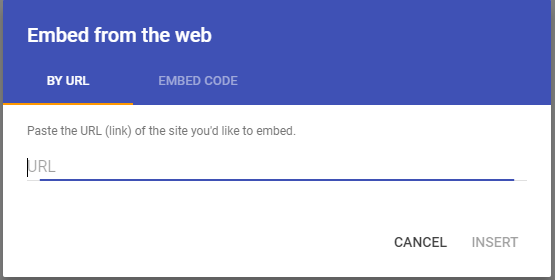 Embed from the web
BY URL EMBED CODE
Paste the URL (link) of the site you'd like to embed.
URL
CANCEL INSERT